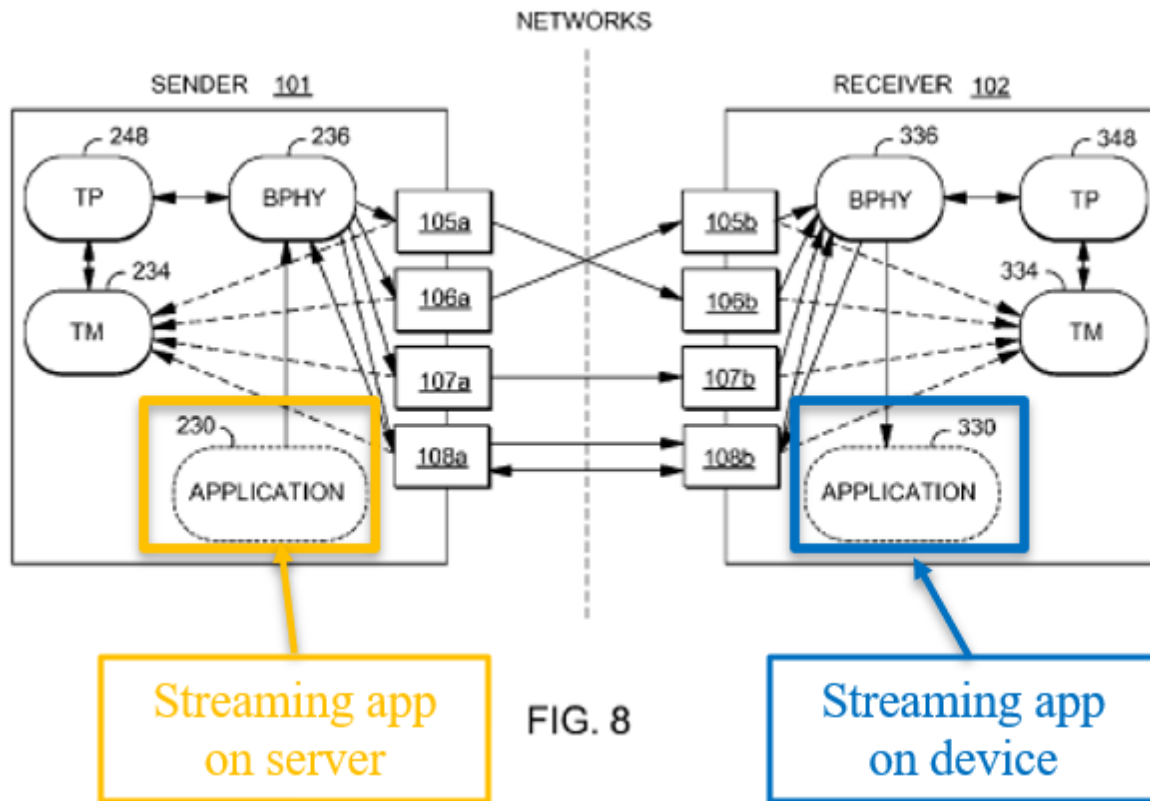 NETWORKS
SENDER 101
RECEIVER 102
248
236
336
348
TP
BPHY
BPHY
TP
105a
105b
234
334
106a
106b
TM
TM
107a
107b
230
330
108a
108b
APPLICATION
APPLICATION
Streaming app
on server
FIG. 8
Streaming app
on device